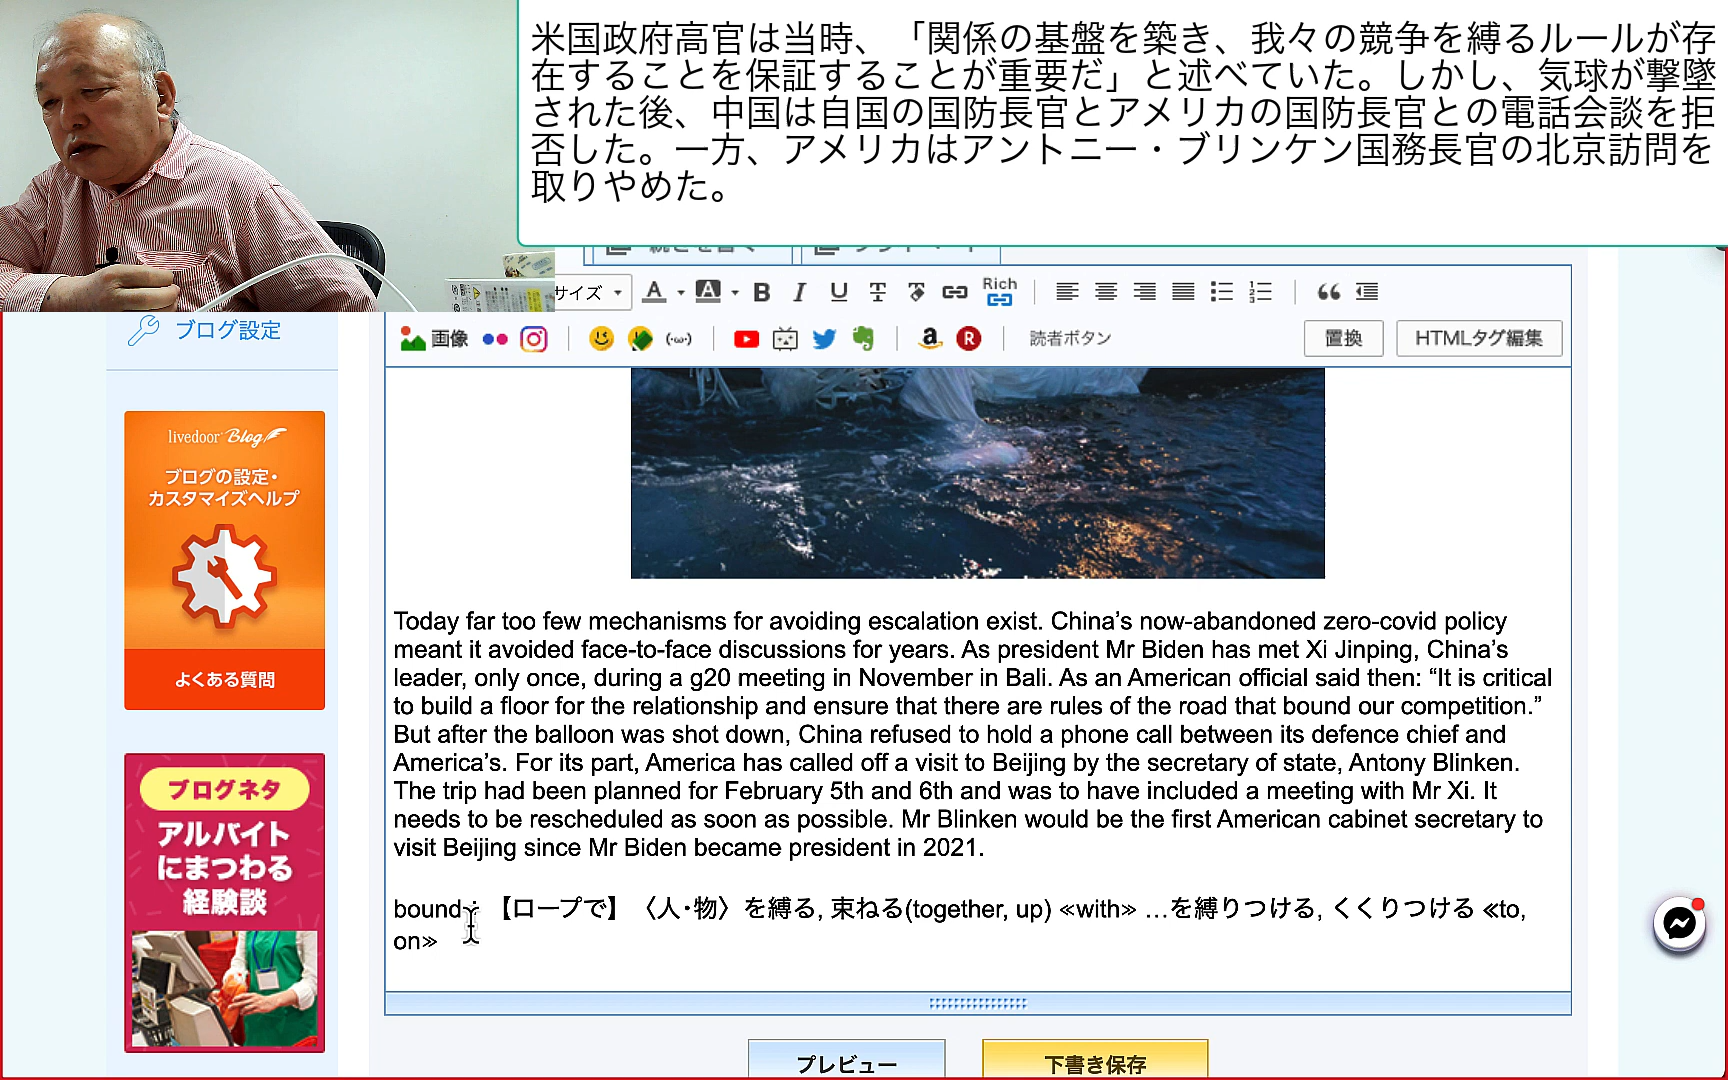 米国政府高官は当時、「関係の基盤を築き、我々の競争を縛るルールが存
在することを保証することが重要だ」と述べていた。しかし、気球が撃墜
された後、中国は自国の国防長官とアメリカの国防長官との電話会談を拒
否した。一方、アメリカはアントニー・ブリンケン国務長官の北京訪問を
取りやめた。
サイズ
A A B I U T
Rich
画像
読者ボタン
置換
HTMLタグ編集
ブログ設定
livedoor Blog
ブログの設定・
カスタマイズヘルプ
よくある質問
ブログネタ
アルバイト
にまつわる
経験談
Today far too few mechanisms for avoiding escalation exist. China’s now-abandoned zero-covid policy
meant it avoided face-to-face discussions for years. As president Mr Biden has met Xi Jinping, China’s
leader, only once, during a g20 meeting in November in Bali. As an American official said then: “It is critical
to build a floor for the relationship and ensure that there are rules of the road that bound our competition.”
But after the balloon was shot down, China refused to hold a phone call between its defence chief and
America’s. For its part, America has called off a visit to Beijing by the secretary of state, Antony Blinken.
The trip had been planned for February 5th and 6th and was to have included a meeting with Mr Xi. It
needs to be rescheduled as soon as possible. Mr Blinken would be the first American cabinet secretary to
visit Beijing since Mr Biden became president in 2021.
bound : 【ロープで】〈人･物〉を縛る, 束ねる(together, up) ≪with≫ …を縛りつける, くくりつける ≪to,
on≫
プレビュー
下書き保存